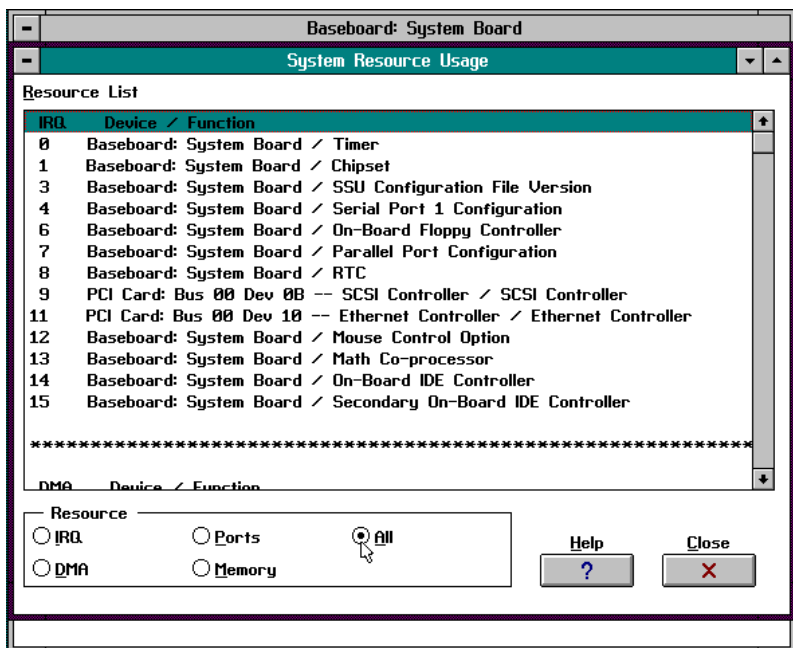 Baseboard: System Board
System Resource Usage
Resource List
IRQ Device / Function
0 Baseboard: System Board / Timer
1 Baseboard: System Board / Chipset
3 Baseboard: System Board / SSU Configuration File Version
4 Baseboard: System Board / Serial Port 1 Configuration
6 Baseboard: System Board / On-Board Floppy Controller
7 Baseboard: System Board / Parallel Port Configuration
8 Baseboard: System Board / RTC
9 PCI Card: Bus 00 Dev 0B -- SCSI Controller / SCSI Controller
11 PCI Card: Bus 00 Dev 10 -- Ethernet Controller / Ethernet Controller
12 Baseboard: System Board / Mouse Control Option
13 Baseboard: System Board / Math Co-processor
14 Baseboard: System Board / On-Board IDE Controller
15 Baseboard: System Board / Secondary On-Board IDE Controller
************************************************************************
DMA Device / Function
Resource
IRQ Ports All
DMA Memory
Help Close
?